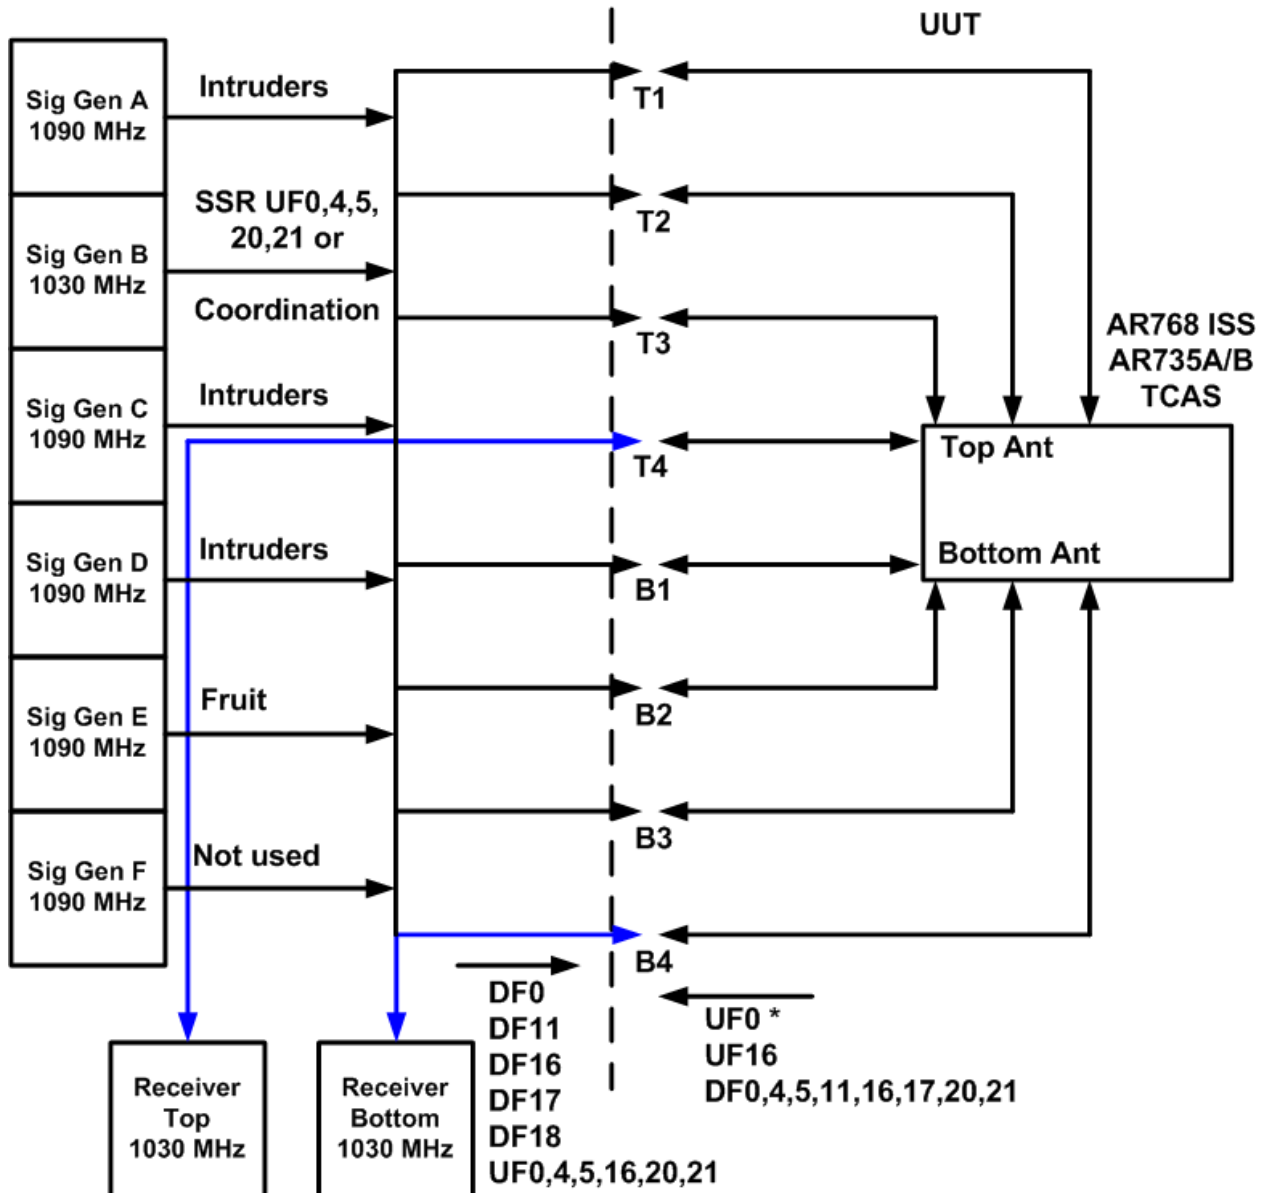 UUT
Sig Gen A
1090 MHz
Intruders
T1
Sig Gen B
1030 MHz
SSR UF0,4,5,
20,21 or
Coordination
T2
T3
AR768 ISS
AR735A/B
TCAS
Sig Gen C
1090 MHz
Intruders
T4
Top Ant
Bottom Ant
Sig Gen D
1090 MHz
Intruders
B1
Sig Gen E
1090 MHz
Fruit
B2
Sig Gen F
1090 MHz
Not used
B3
B4
DF0
DF11
DF16
DF17
DF18
UF0,4,5,16,20,21
UF0 *
UF16
DF0,4,5,11,16,17,20,21
Receiver
Top
1030 MHz
Receiver
Bottom
1030 MHz